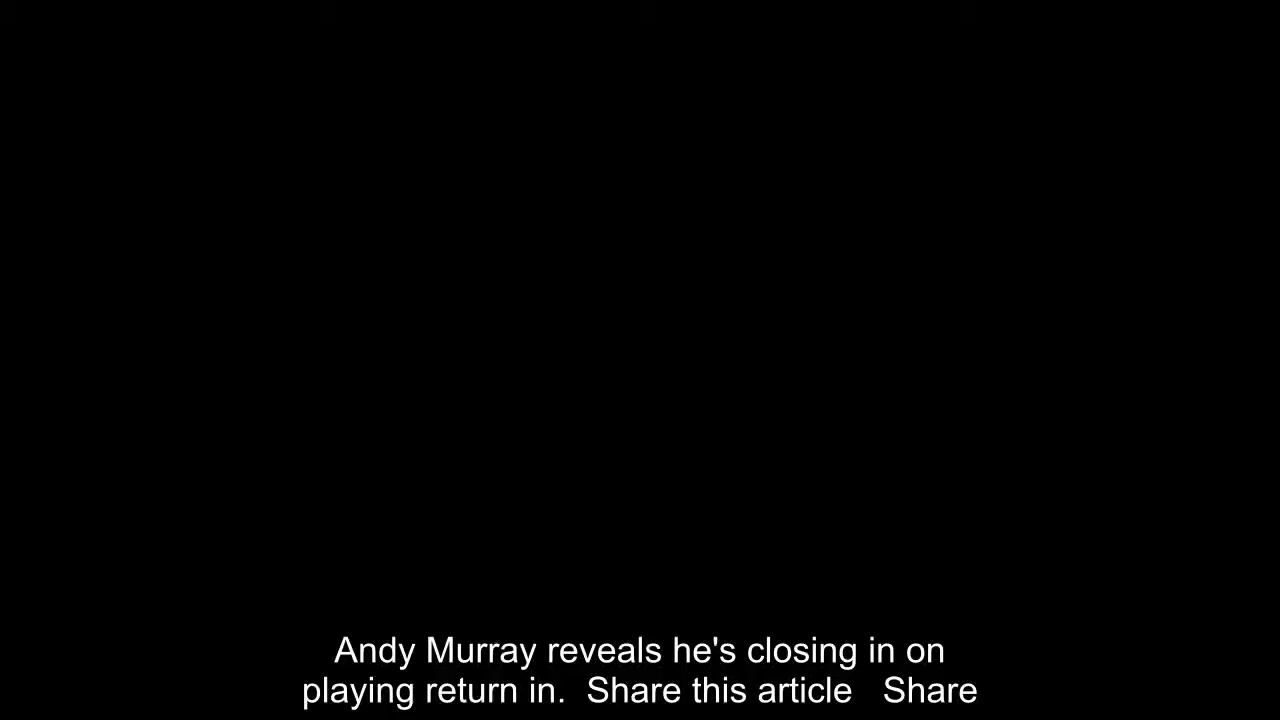 Andy Murray reveals he's closing in on
playing return in.  Share this article   Share